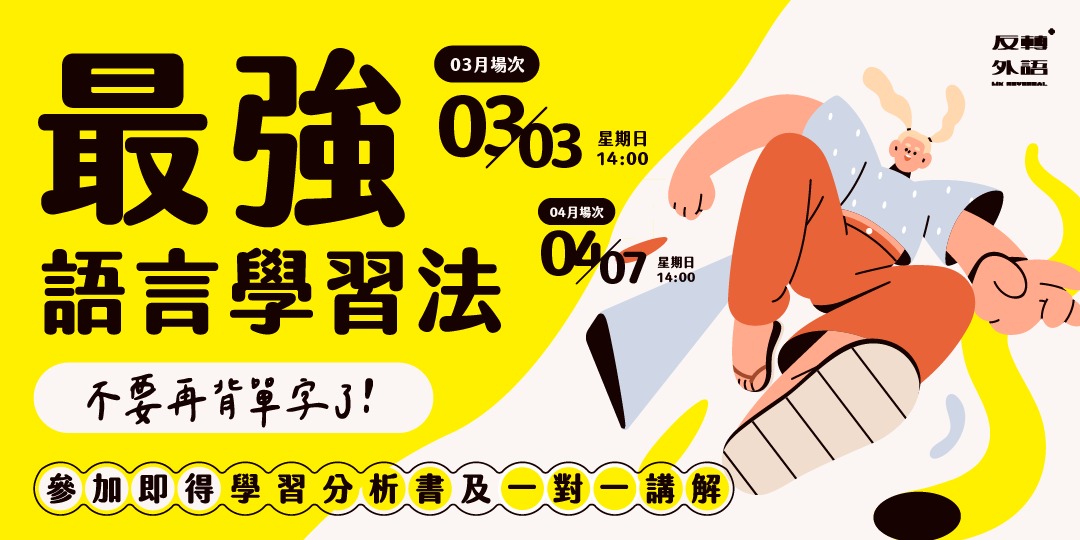 最強
語言學習法
不要再背單字了!
參加即得學習分析書及一對一講解
03月場次
03/03
星期日
14:00
04月場次
04/07
星期日
14:00
反轉
外語
MK REVERSAL